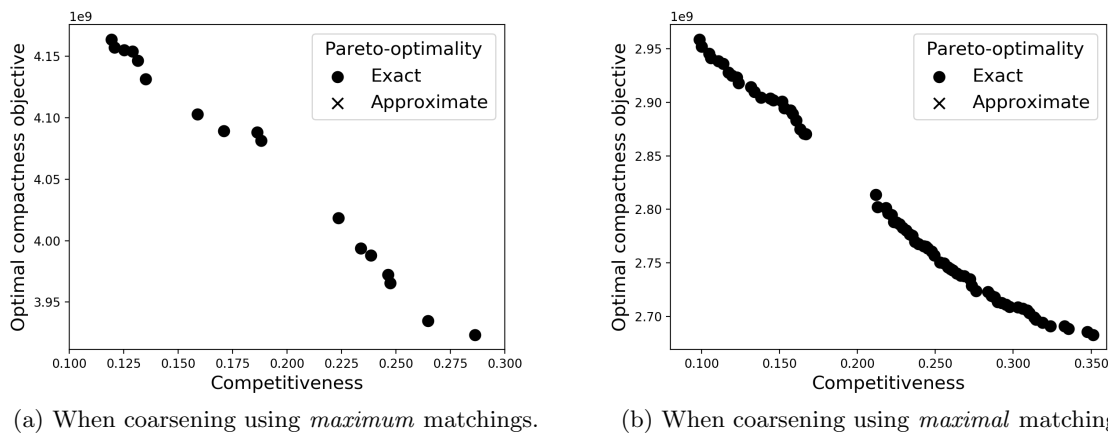 1e9
4.15
4.10
4.05
4.00
3.95
Optimal compactness objective
Pareto-optimality
Exact
Approximate
0.100 0.125 0.150 0.175 0.200 0.225 0.250 0.275 0.300
Competitiveness
(a) When coarsening using maximum matchings.
1e9
2.95
2.90
2.85
2.80
2.75
2.70
Optimal compactness objective
Pareto-optimality
Exact
Approximate
0.100 0.150 0.200 0.250 0.300 0.350
Competitiveness
(b) When coarsening using maximal